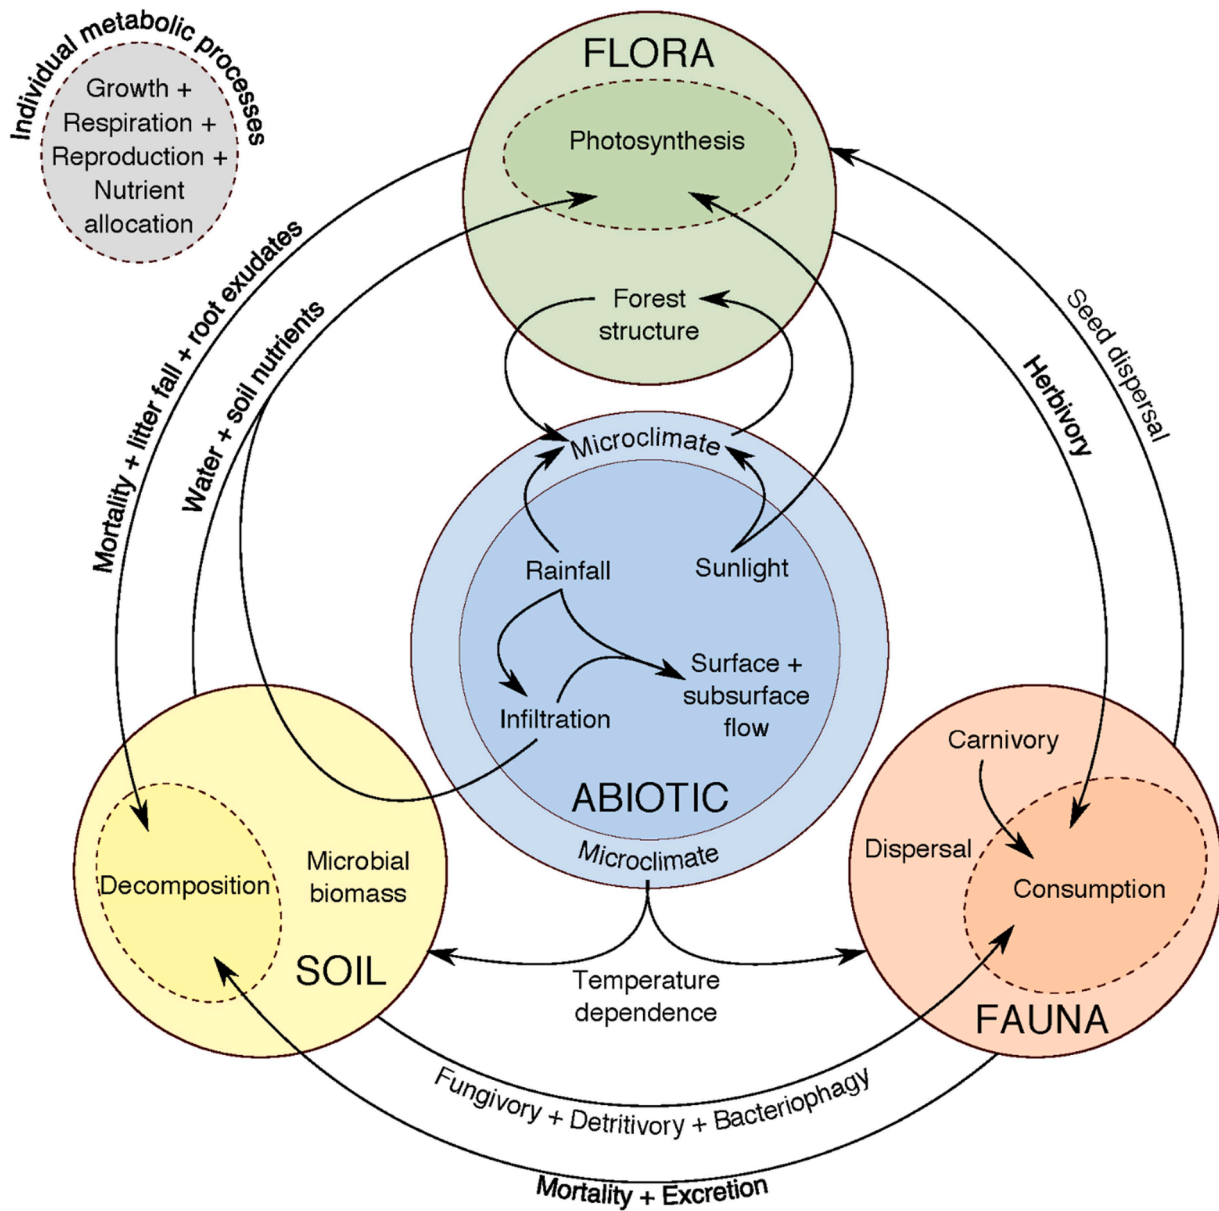 Individual metabolic processes
Growth +
Respiration +
Reproduction +
Nutrient
allocation
FLORA
Photosynthesis
Forest
structure
Mortality + litter fall + root exudates
Water + soil nutrients
Seed dispersal
Herbivory
Microclimate
Rainfall
Sunlight
Infiltration
Surface +
subsurface
flow
ABIOTIC
Microclimate
Decomposition
Microbial
biomass
SOIL
Carnivory
Dispersal
Consumption
FAUNA
Temperature
dependence
Fungivory + Detritivory + Bacteriophagy
Mortality + Excretion